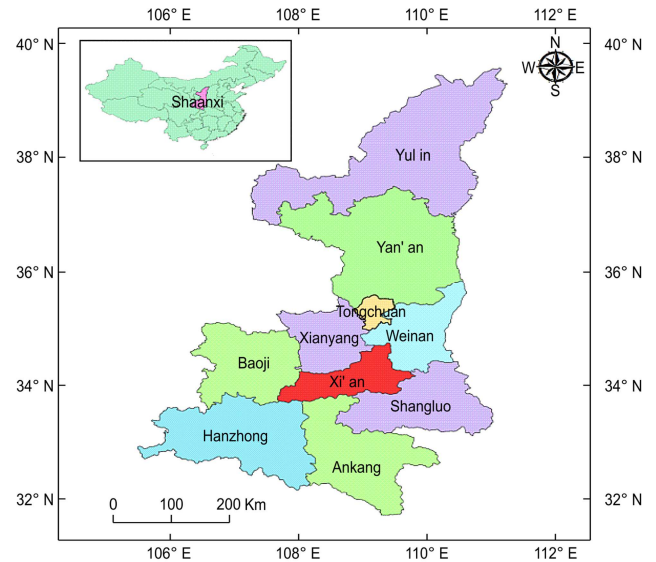 106° E 108° E 110° E 112° E
40° N 40° N
N
W E
S
Shaanxi
Yul in
38° N 38° N
Yan' an
36° N 36° N
Tongchuan
Xianyang Weinan
Baoji
34° N 34° N
Xi' an
Shangluo
Hanzhong
Ankang
32° N 32° N
0 100 200 Km
106° E 108° E 110° E 112° E